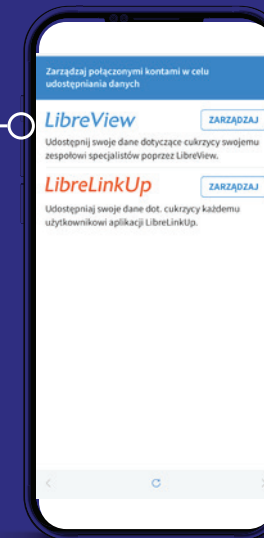 Zarządzaj połączonymi kontami w celu
udostępniania danych
LibreView
ZARZĄDZAJ
Udostępnij swoje dane dotyczące cukrzycy swojemu
zespołowi specjalistów poprzez LibreView.
LibreLinkUp
ZARZĄDZAJ
Udostępniaj swoje dane dot. cukrzycy każdemu
użytkownikowi aplikacji LibreLinkUp.